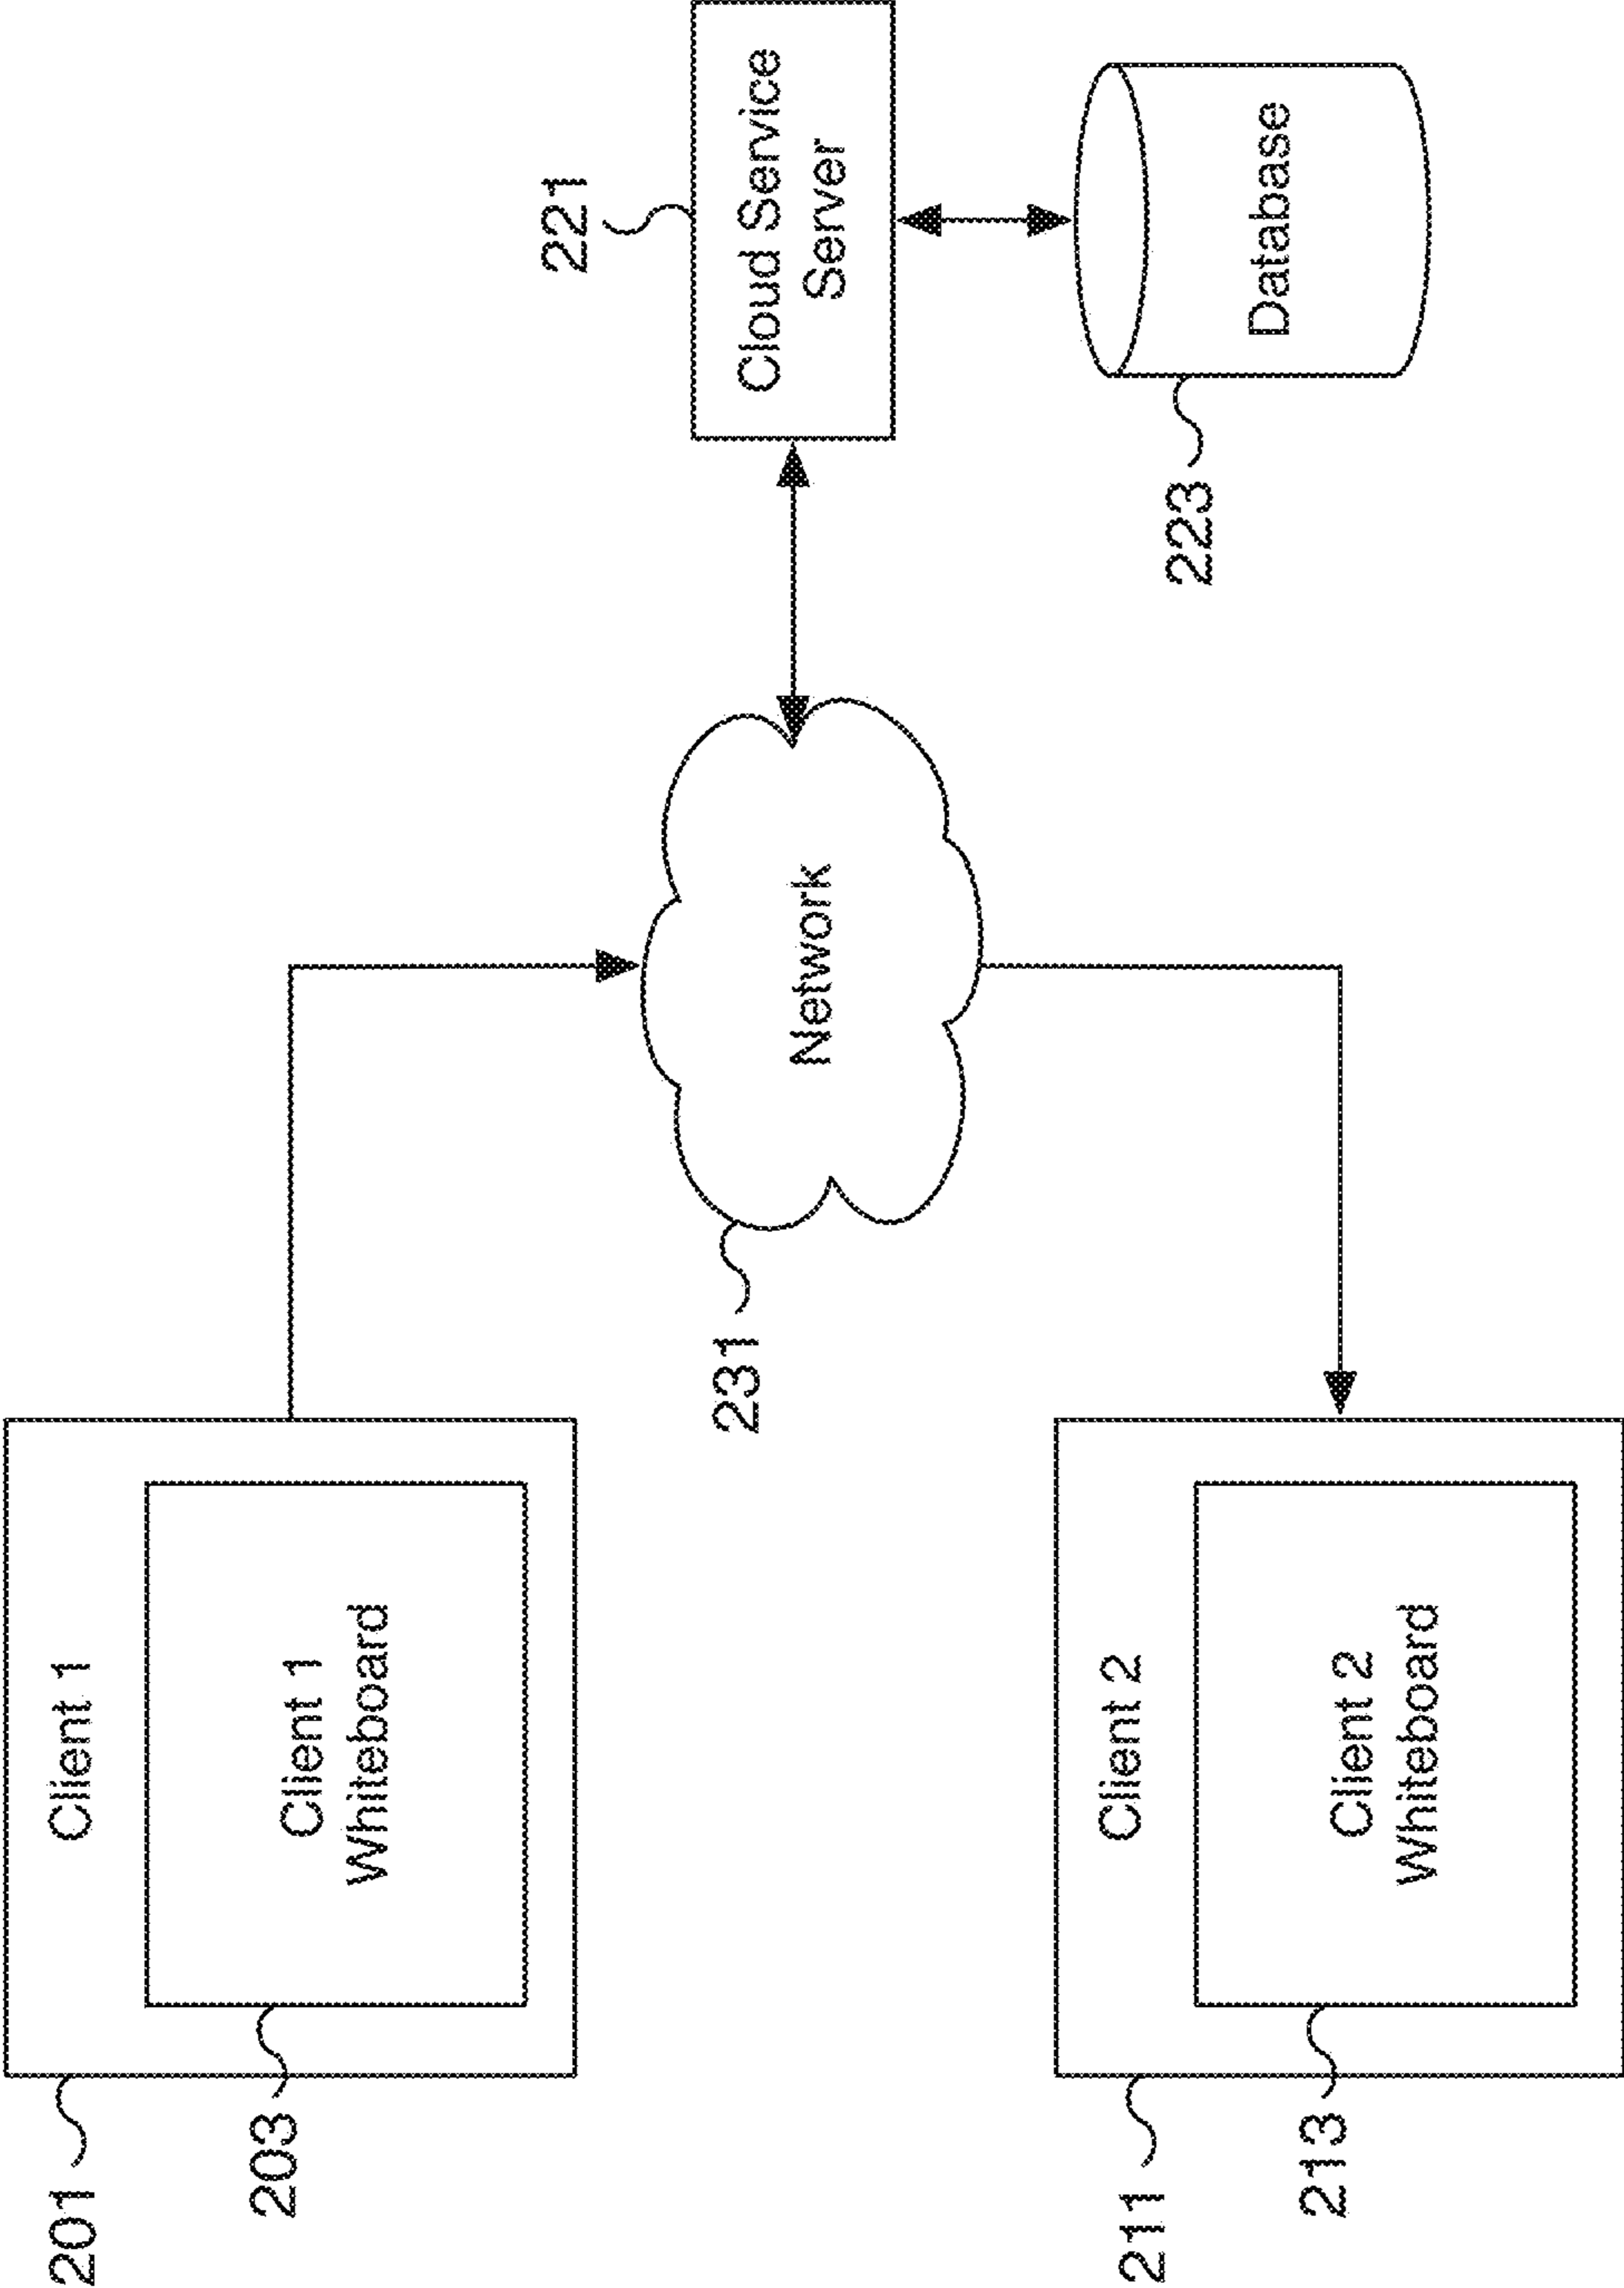 201
Client 1
203
Client 1
Whiteboard
211
Client 2
213
Client 2
Whiteboard
231
Network
221
Cloud Service
Server
223
Database